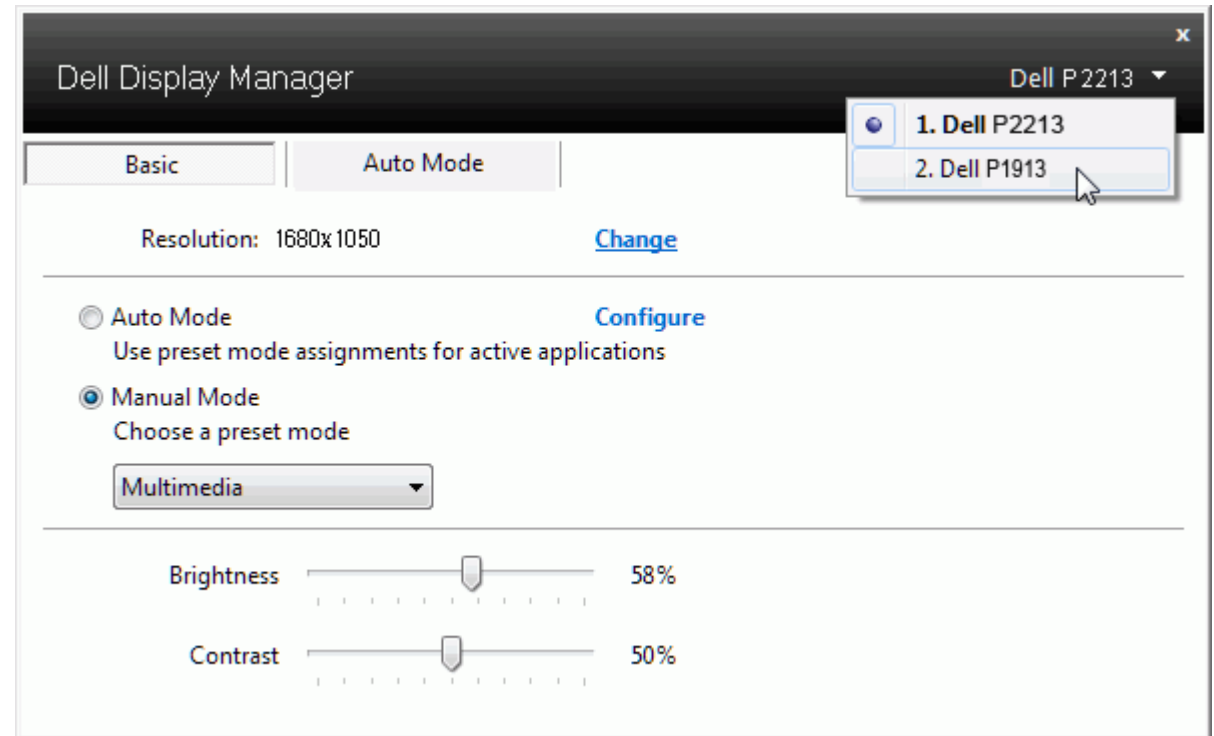 x
Dell Display Manager
Dell P2213
1. Dell P2213
2. Dell P1913
Basic
Auto Mode
Resolution: 1680x1050 Change
Auto Mode Configure
Use preset mode assignments for active applications
Manual Mode
Choose a preset mode
Multimedia
Brightness 58%
Contrast 50%